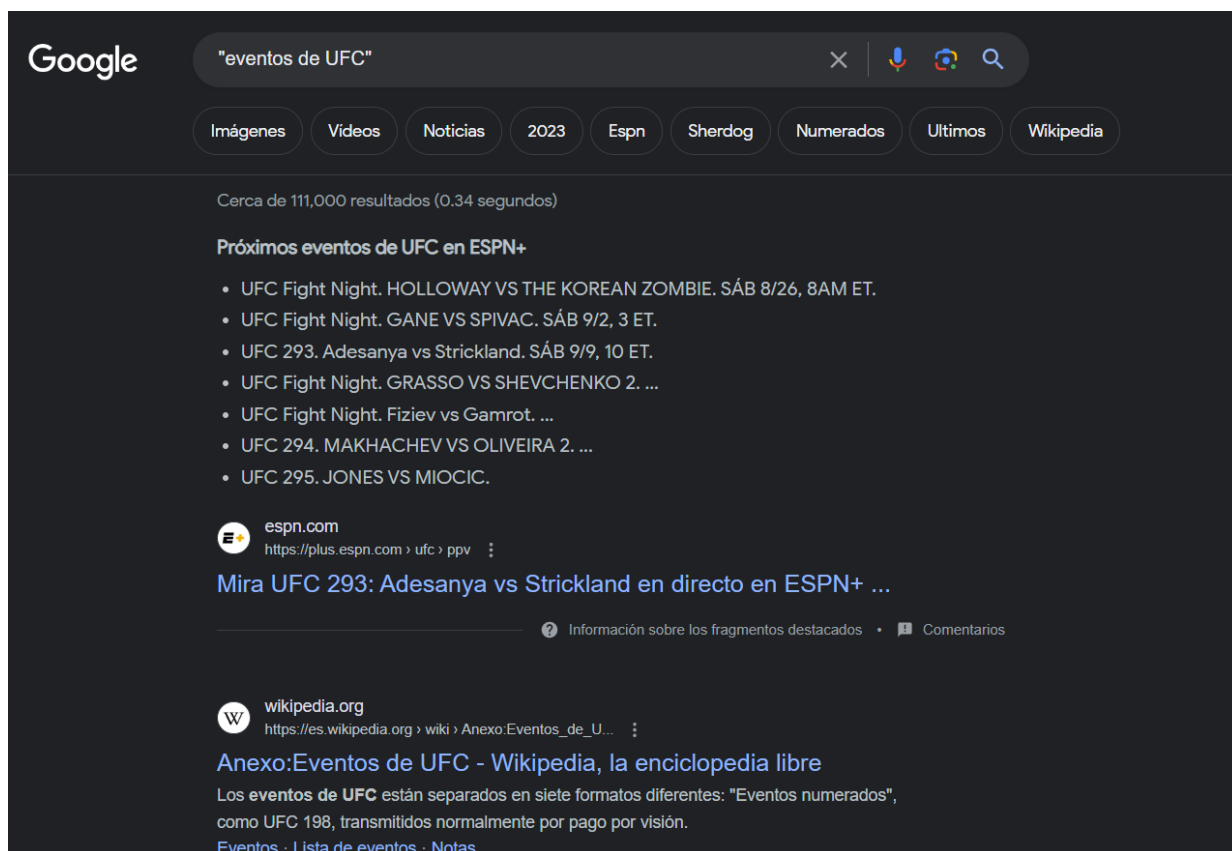 Google
"eventos de UFC"
Imágenes Videos Noticias 2023 Espn Sherdog Numerados Ultimos Wikipedia
Cerca de 111,000 resultados (0.34 segundos)
Próximos eventos de UFC en ESPN+
• UFC Fight Night. HOLLOWAY VS THE KOREAN ZOMBIE. SÁB 8/26, 8AM ET.
• UFC Fight Night. GANE VS SPIVAC. SÁB 9/2, 3 ET.
• UFC 293. Adesanya vs Strickland. SÁB 9/9, 10 ET.
• UFC Fight Night. GRASSO VS SHEVCHENKO 2. ...
• UFC Fight Night. Fiziev vs Gamrot. ...
• UFC 294. MAKHACHEV VS OLIVEIRA 2. ...
• UFC 295. JONES VS MIOCIC.
E+
espn.com
https://plus.espn.com › ufc › ppv
Mira UFC 293: Adesanya vs Strickland en directo en ESPN+ ...
Información sobre los fragmentos destacados • Comentarios
W
wikipedia.org
https://es.wikipedia.org › wiki › Anexo:Eventos_de_U...
Anexo:Eventos de UFC - Wikipedia, la enciclopedia libre
Los eventos de UFC están separados en siete formatos diferentes: "Eventos numerados",
como UFC 198, transmitidos normalmente por pago por visión.
Eventos · Lista de eventos · Notas